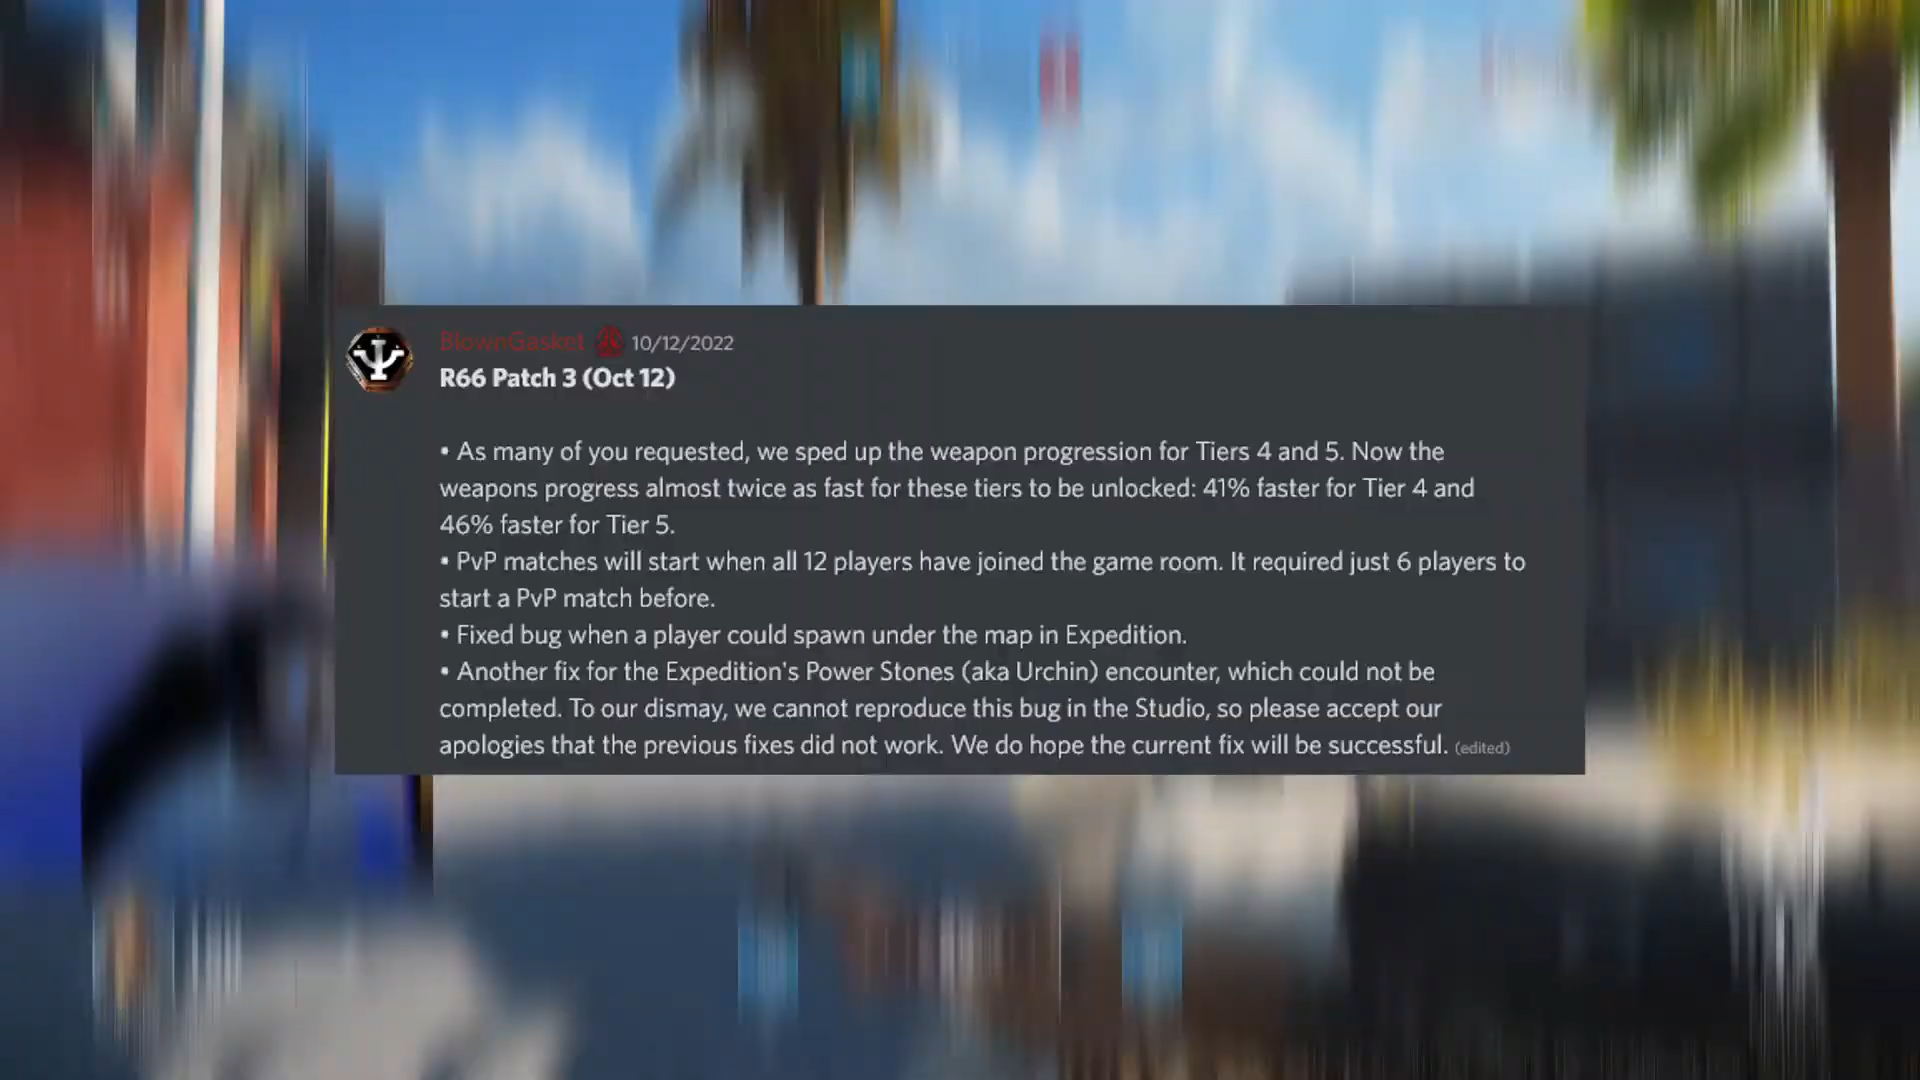 BlownGasket 10/12/2022
R66 Patch 3 (Oct 12)
• As many of you requested, we sped up the weapon progression for Tiers 4 and 5. Now the
weapons progress almost twice as fast for these tiers to be unlocked: 41% faster for Tier 4 and
46% faster for Tier 5.
• PvP matches will start when all 12 players have joined the game room. It required just 6 players to
start a PvP match before.
• Fixed bug when a player could spawn under the map in Expedition.
• Another fix for the Expedition's Power Stones (aka Urchin) encounter, which could not be
completed. To our dismay, we cannot reproduce this bug in the Studio, so please accept our
apologies that the previous fixes did not work. We do hope the current fix will be successful. (edited)